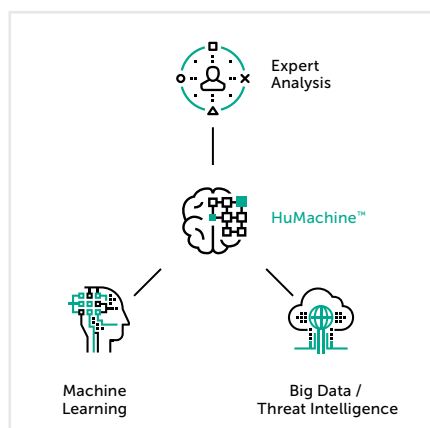 Expert
Analysis
HuMachine™
Machine
Learning
Big Data /
Threat Intelligence